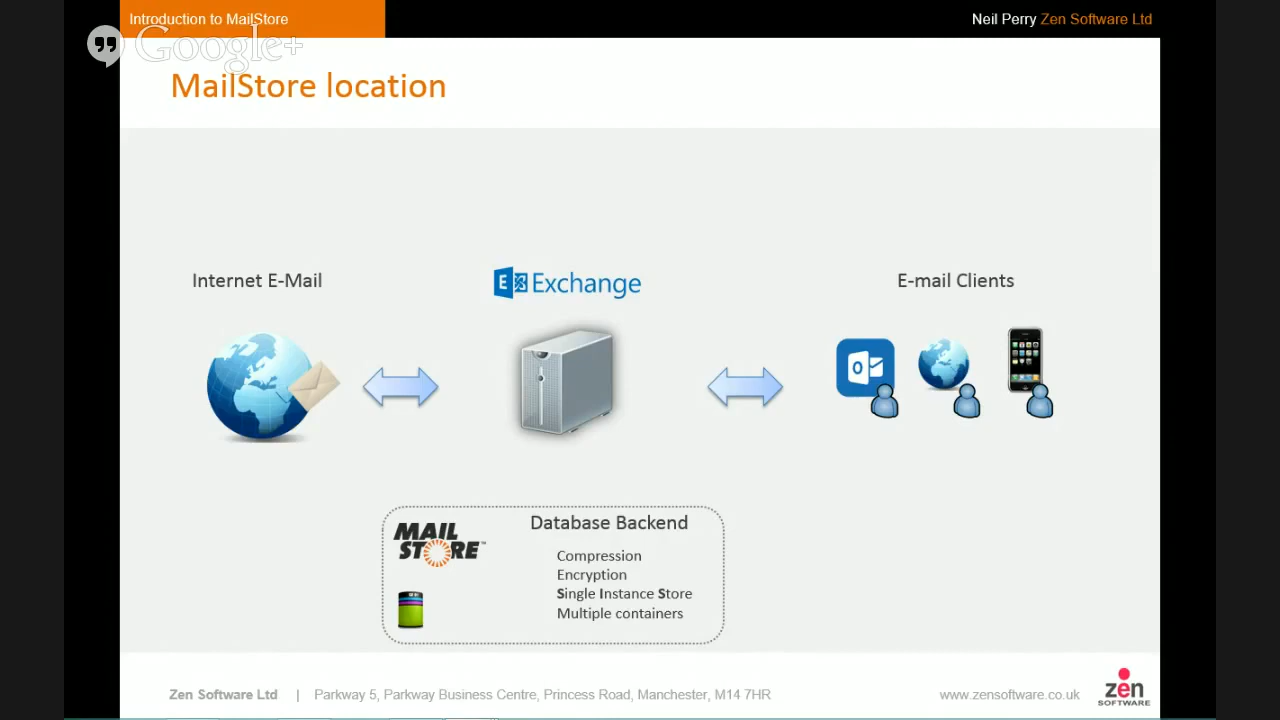 Introduction to MailStore
Neil Perry Zen Software Ltd
Google+
MailStore location
Internet E-Mail
E Exchange
E-mail Clients
MAIL
STORE™
Database Backend
Compression
Encryption
Single Instance Store
Multiple containers
Zen Software Ltd | Parkway 5, Parkway Business Centre, Princess Road, Manchester, M14 7HR
www.zensoftware.co.uk
zen
SOFTWARE